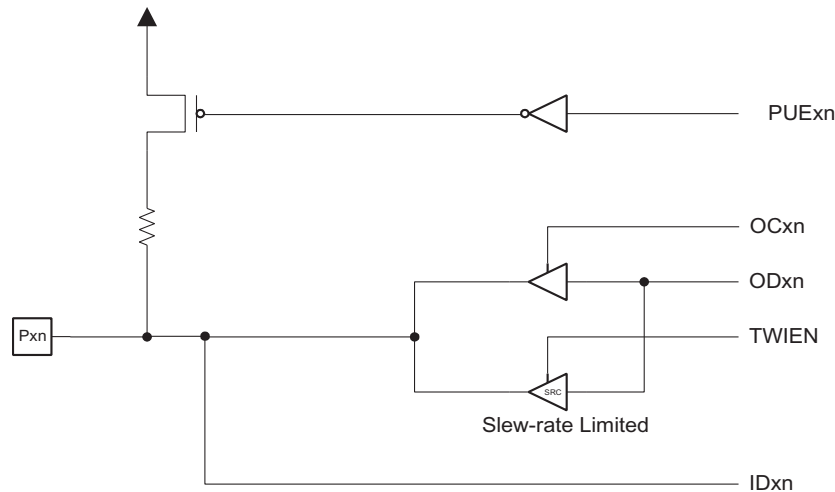 PUExn
OCxn
ODxn
Pxn
TWIEN
SRC
Slew-rate Limited
IDxn